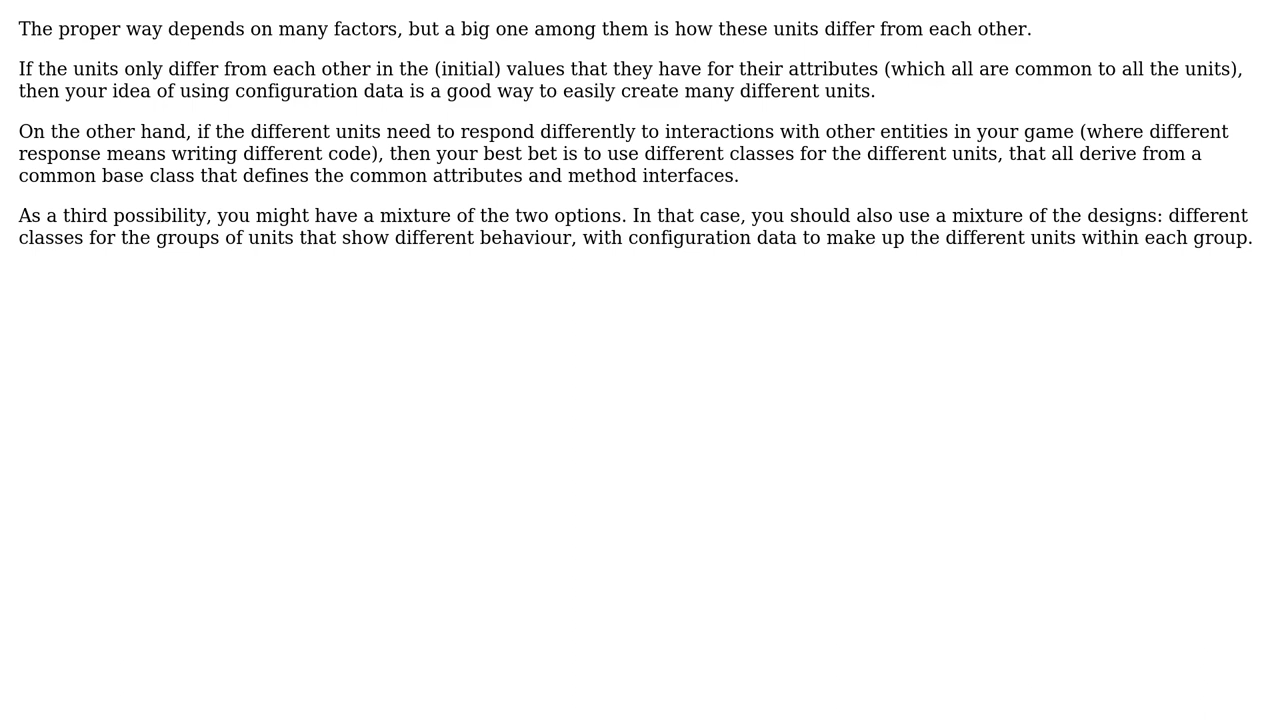 The proper way depends on many factors, but a big one among them is how these units differ from each other.
If the units only differ from each other in the (initial) values that they have for their attributes (which all are common to all the units),
then your idea of using configuration data is a good way to easily create many different units.
On the other hand, if the different units need to respond differently to interactions with other entities in your game (where different
response means writing different code), then your best bet is to use different classes for the different units, that all derive from a
common base class that defines the common attributes and method interfaces.
As a third possibility, you might have a mixture of the two options. In that case, you should also use a mixture of the designs: different
classes for the groups of units that show different behaviour, with configuration data to make up the different units within each group.